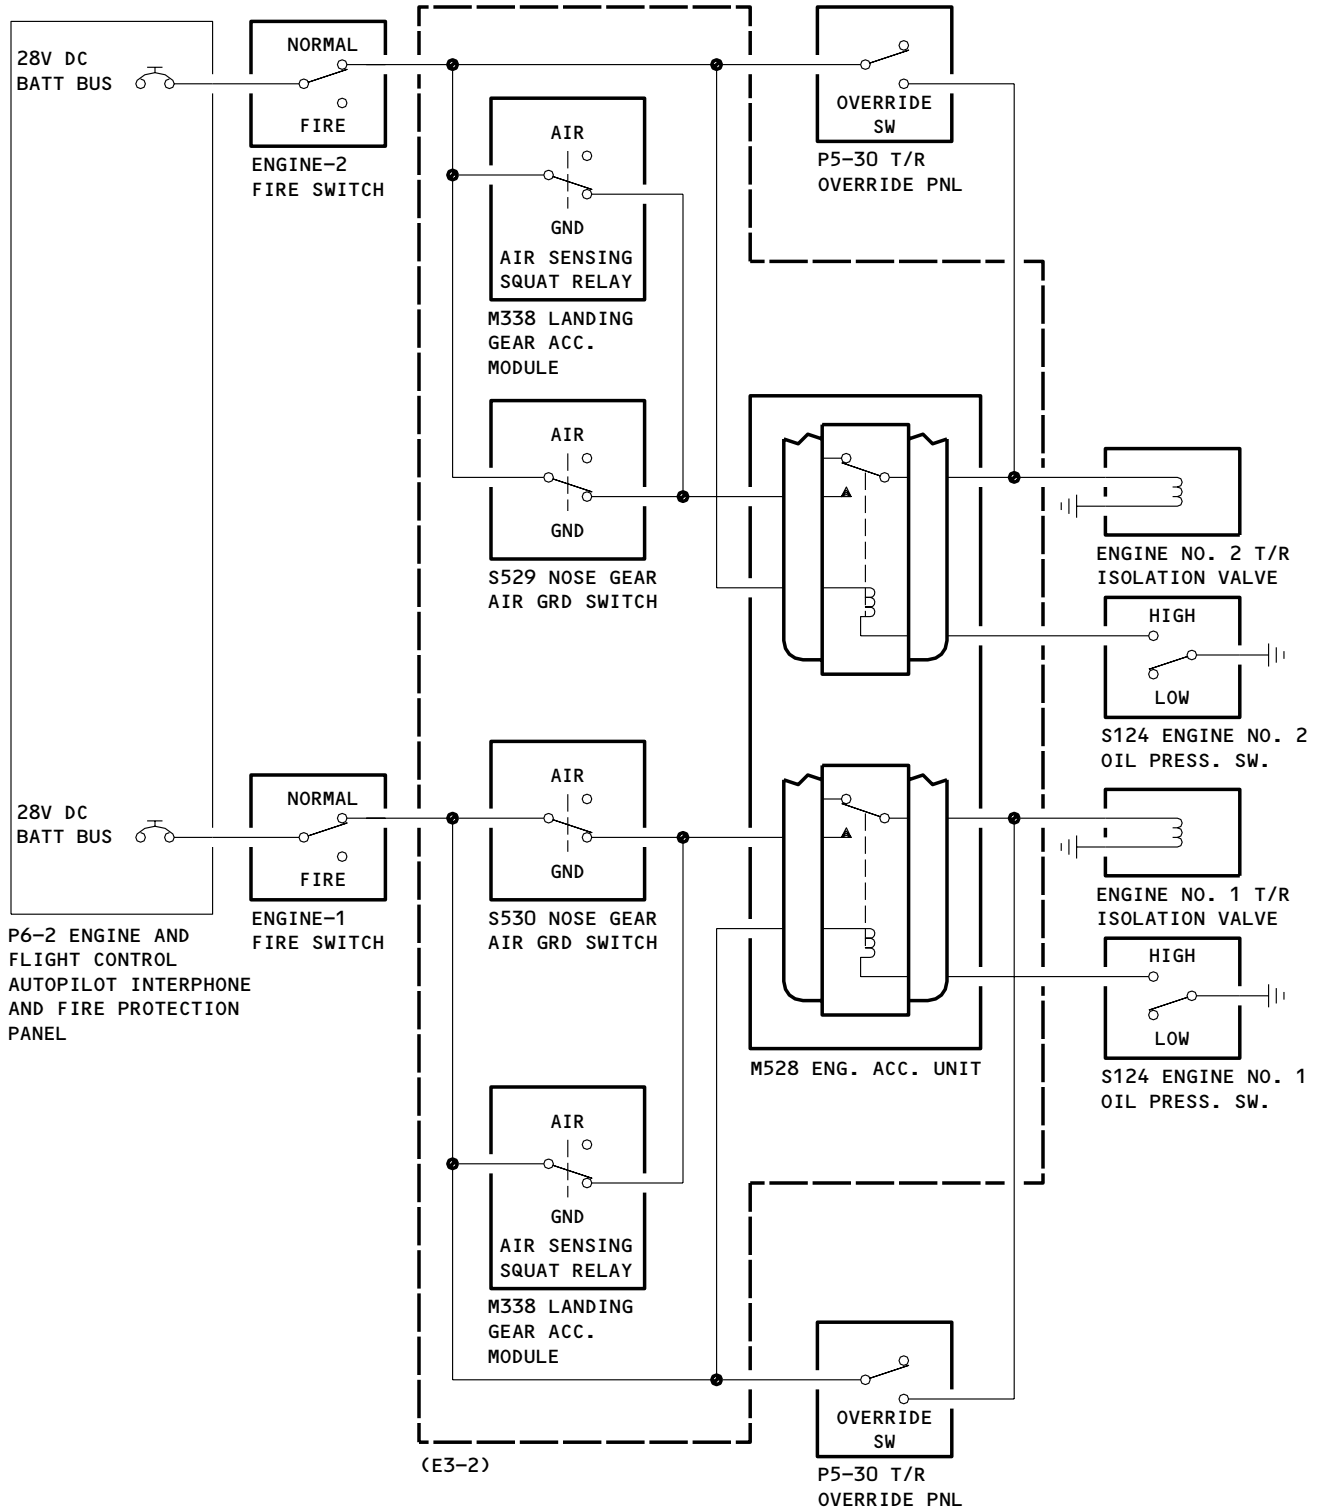 28V DC
BATT BUS
NORMAL
FIRE
ENGINE-2
FIRE SWITCH
OVERRIDE
SW
P5-30 T/R
OVERRIDE PNL
AIR
GND
AIR SENSING
SQUAT RELAY
M338 LANDING
GEAR ACC.
MODULE
AIR
GND
S529 NOSE GEAR
AIR GRD SWITCH
ENGINE NO. 2 T/R
ISOLATION VALVE
HIGH
LOW
S124 ENGINE NO. 2
OIL PRESS. SW.
28V DC
BATT BUS
P6-2 ENGINE AND
FLIGHT CONTROL
AUTOPILOT INTERPHONE
AND FIRE PROTECTION
PANEL
NORMAL
FIRE
ENGINE-1
FIRE SWITCH
AIR
GND
S530 NOSE GEAR
AIR GRD SWITCH
M528 ENG. ACC. UNIT
ENGINE NO. 1 T/R
ISOLATION VALVE
HIGH
LOW
S124 ENGINE NO. 1
OIL PRESS. SW.
AIR
GND
AIR SENSING
SQUAT RELAY
M338 LANDING
GEAR ACC.
MODULE
OVERRIDE
SW
P5-30 T/R
OVERRIDE PNL
(E3-2)